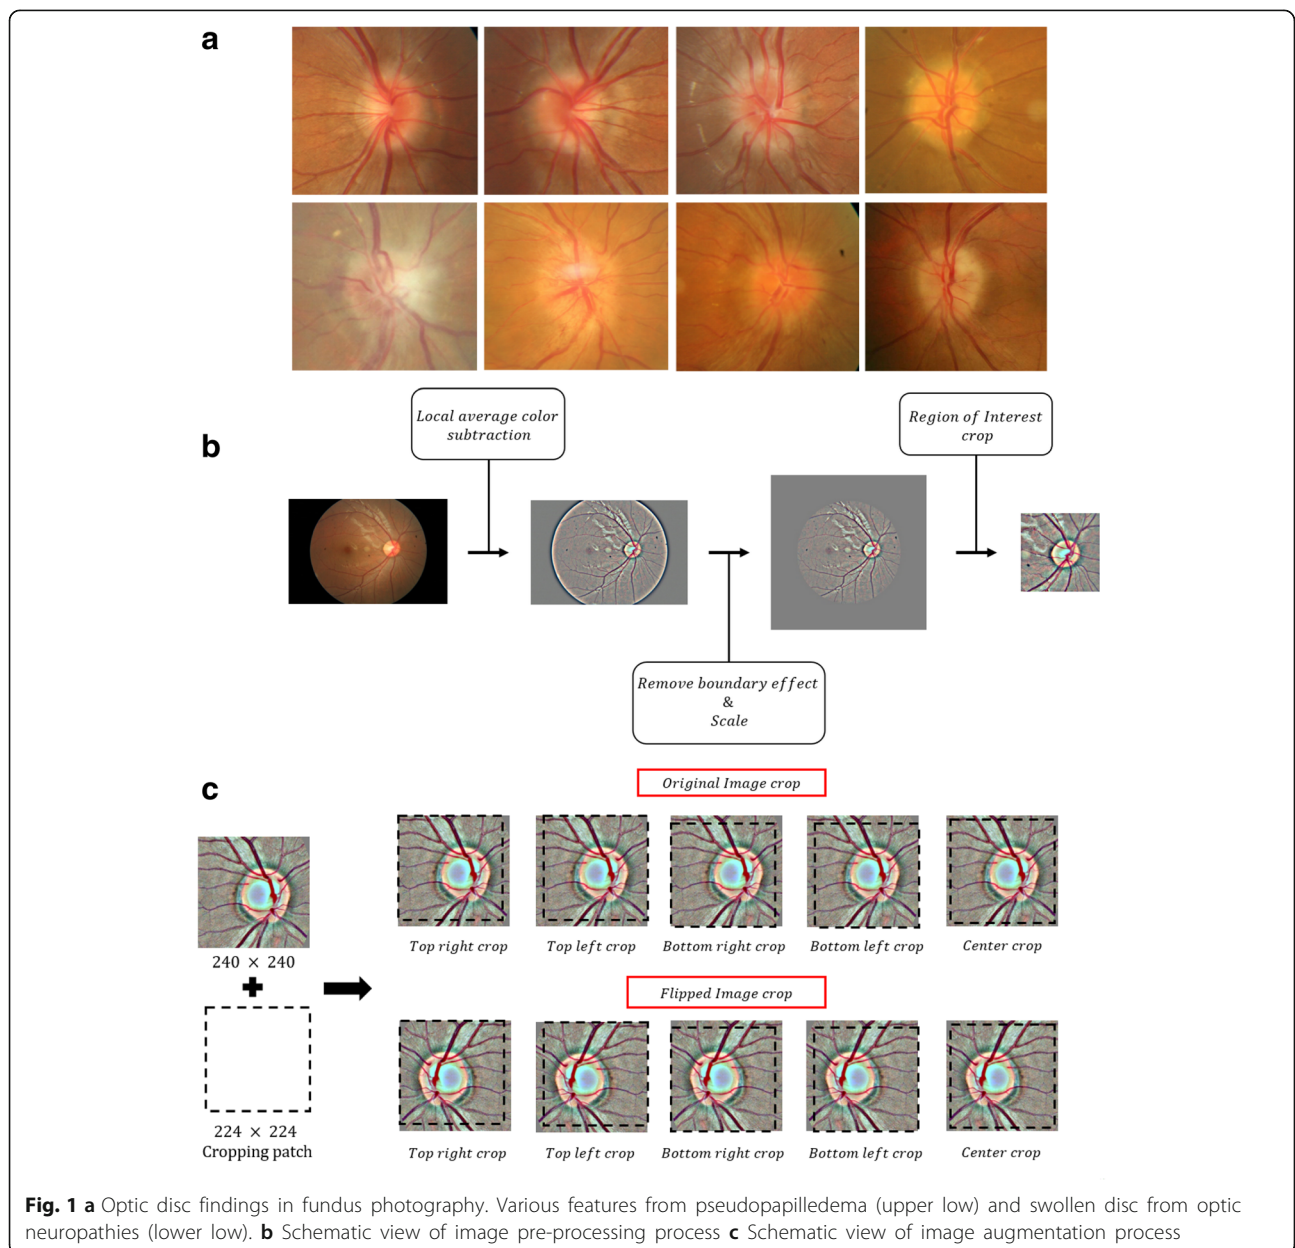 a
b
Local average color
subtraction
Region of Interest
crop
Remove boundary effect
&
Scale
c
Original Image crop
Top right crop
Top left crop
Bottom right crop
Bottom left crop
Center crop
240 × 240
224 × 224
Cropping patch
Flipped Image crop
Top right crop
Top left crop
Bottom right crop
Bottom left crop
Center crop
Fig. 1 a Optic disc findings in fundus photography. Various features from pseudopapilledema (upper low) and swollen disc from optic
neuropathies (lower low). b Schematic view of image pre-processing process c Schematic view of image augmentation process